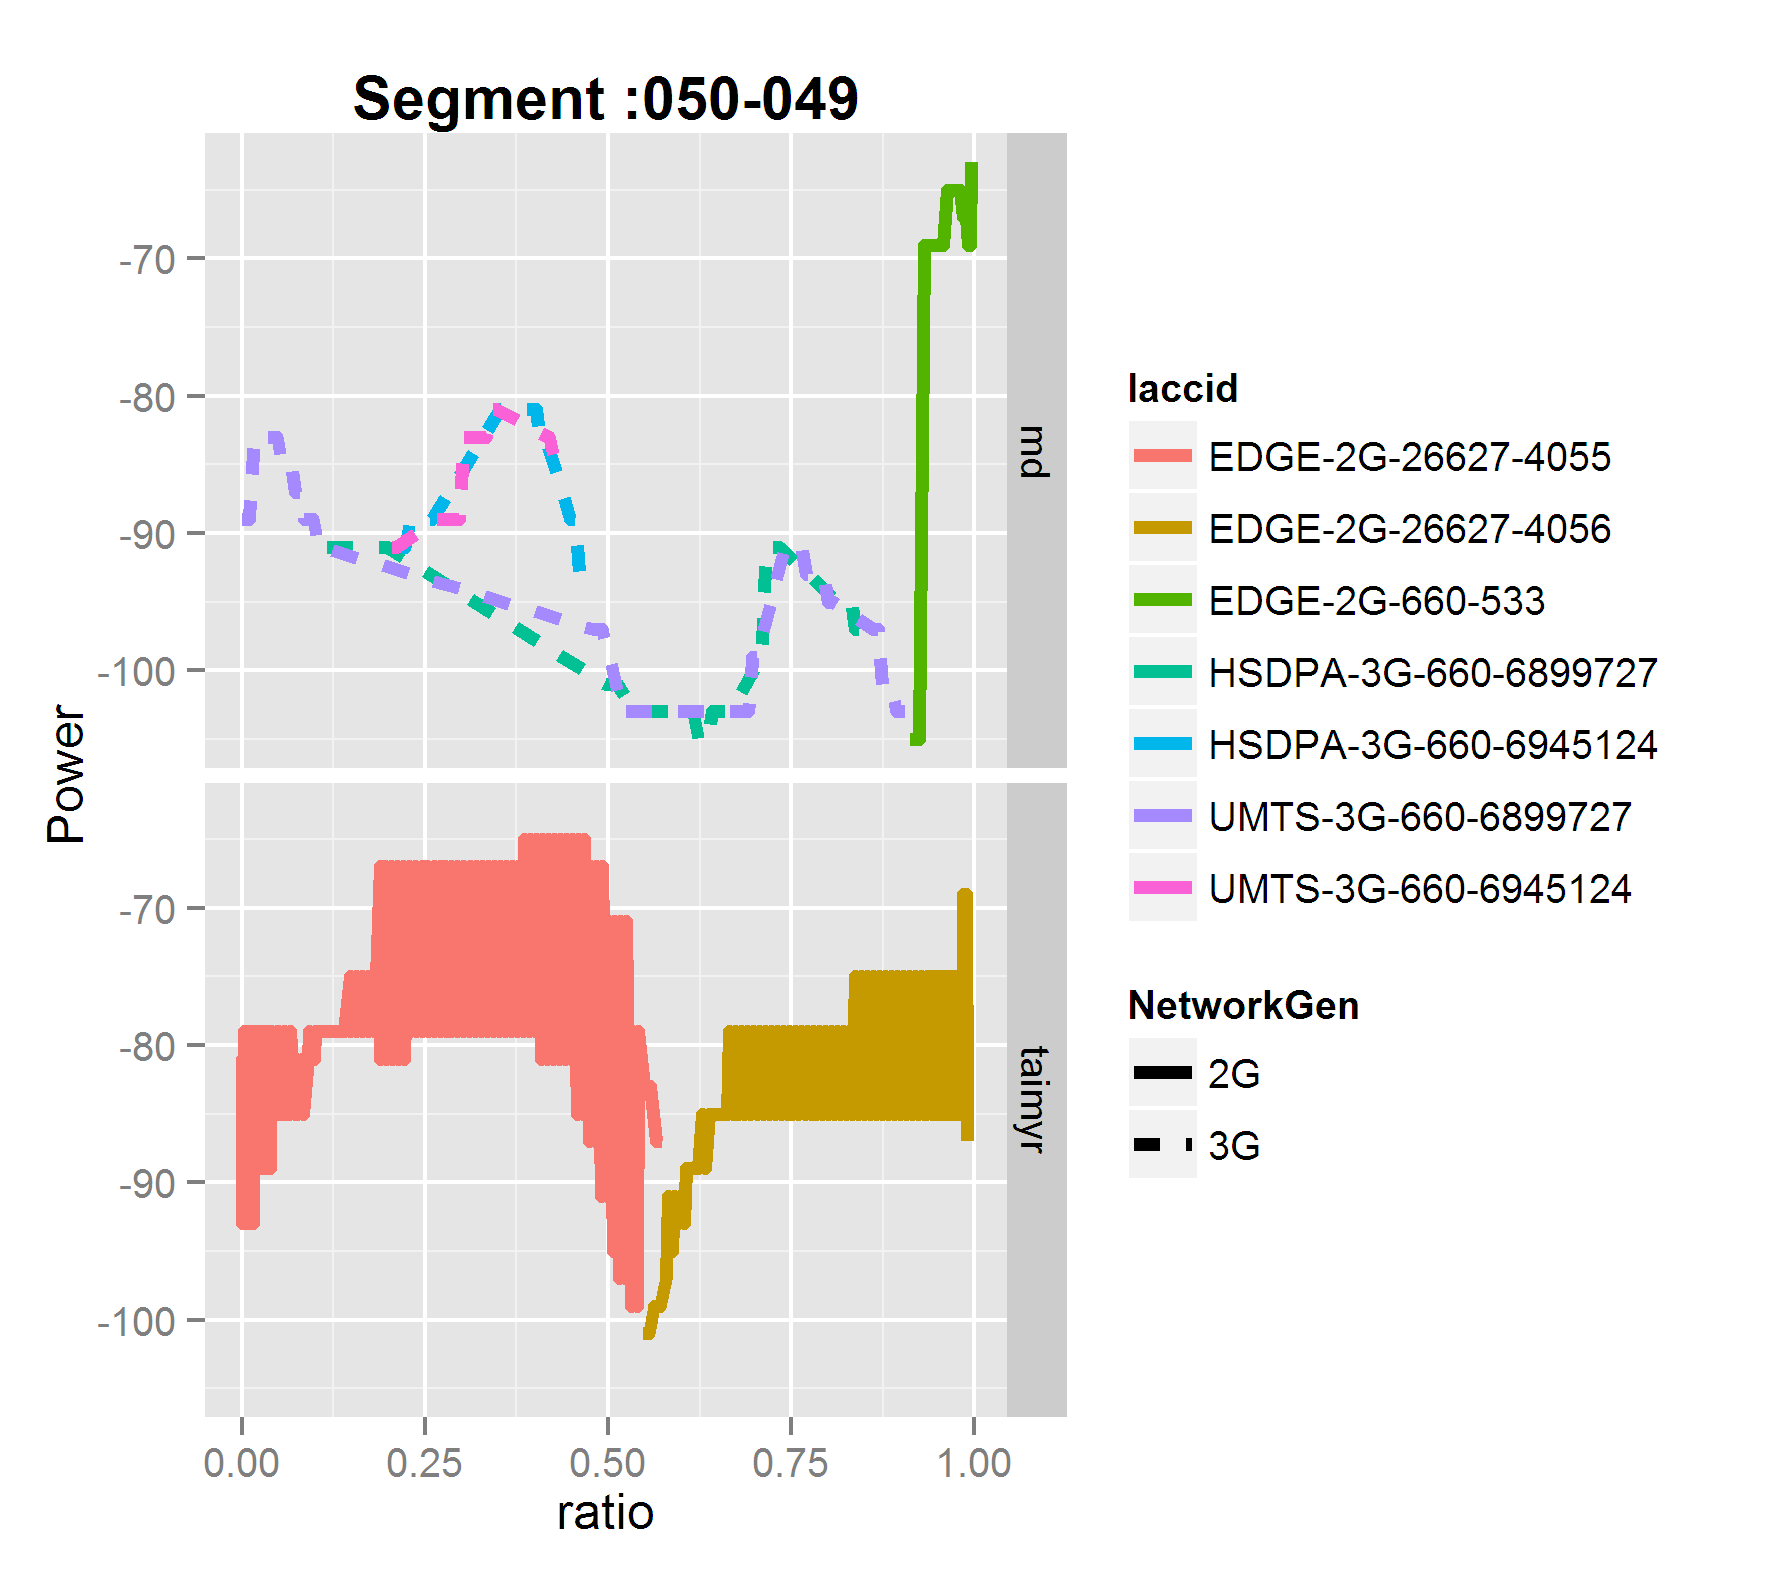 Segment :050-049
-70
-80
-90
-100
md
-70
-80
-90
-100
taimyr
0.00 0.25 0.50 0.75 1.00
ratio
Power
laccid
EDGE-2G-26627-4055
EDGE-2G-26627-4056
EDGE-2G-660-533
HSDPA-3G-660-6899727
HSDPA-3G-660-6945124
UMTS-3G-660-6899727
UMTS-3G-660-6945124
NetworkGen
2G
3G